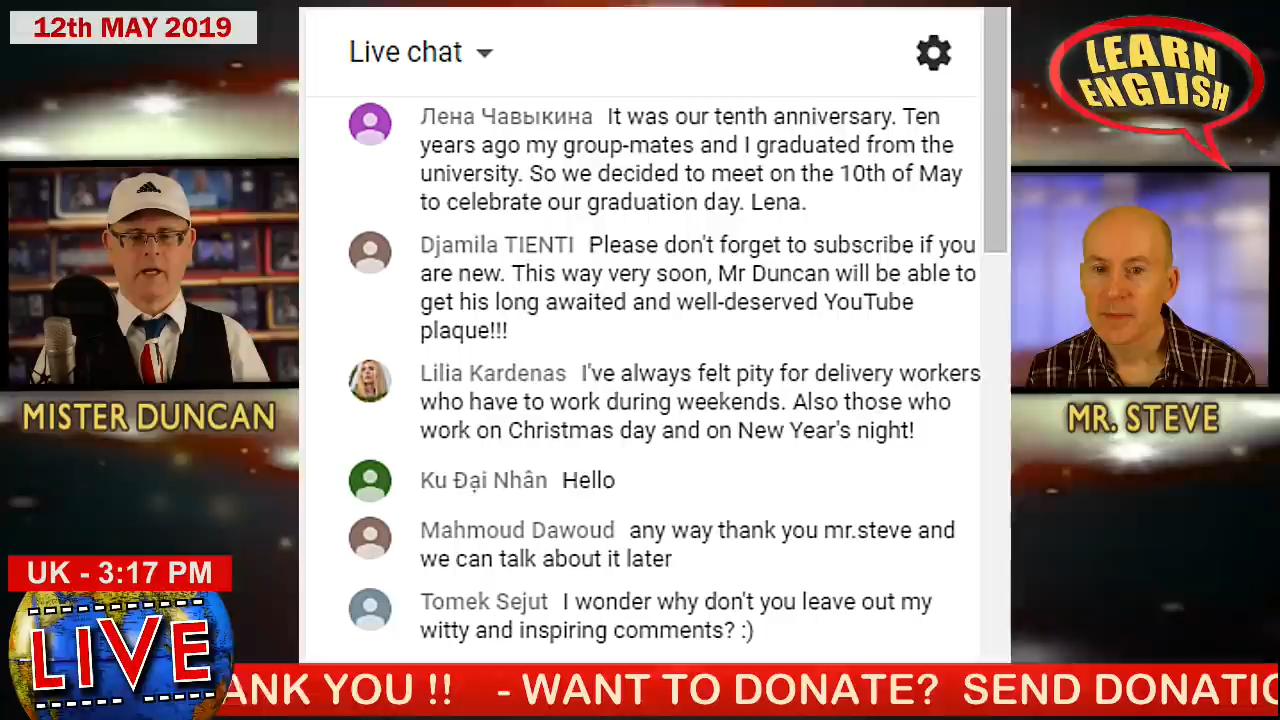 12th MAY 2019
Live chat
LEARN
ENGLISH
Лена Чавыкина It was our tenth anniversary. Ten
years ago my group-mates and I graduated from the
university. So we decided to meet on the 10th of May
to celebrate our graduation day. Lena.
Djamila TIENTI Please don't forget to subscribe if you
are new. This way very soon, Mr Duncan will be able to
get his long awaited and well-deserved YouTube
plaque!!!
Lilia Kardenas I've always felt pity for delivery workers
who have to work during weekends. Also those who
work on Christmas day and on New Year's night!
Ku Đại Nhân Hello
Mahmoud Dawoud any way thank you mr.steve and
we can talk about it later
Tomek Sejut I wonder why don't you leave out my
witty and inspiring comments? :)
MISTER DUNCAN
MR. STEVE
UK - 3:17 PM
LIVE
ANK YOU !! - WANT TO DONATE? SEND DONATIO